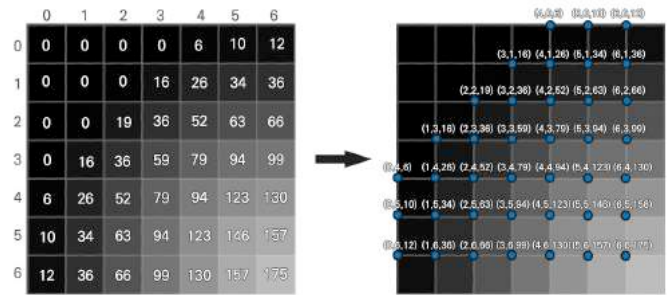 0 1 2 3 4 5 6
0 0 0 0 0 6 10 12
1 0 0 0 16 26 34 36
2 0 0 19 36 52 63 66
3 0 16 36 59 79 94 99
4 6 26 52 79 94 123 130
5 10 34 63 94 123 146 157
6 12 36 66 99 130 157 175
(4,0,6) (5,0,10) (6,0,12)
(3,1,16) (4,1,26) (5,1,34) (6,1,36)
(2,2,19) (3,2,36) (4,2,52) (5,2,63) (6,2,66)
(1,3,16) (2,3,36) (3,3,59) (4,3,79) (5,3,94) (6,3,99)
(0,4,6) (1,4,26) (2,4,52) (3,4,79) (4,4,94) (5,4,123) (6,4,130)
(0,5,10) (1,5,34) (2,5,63) (3,5,94) (4,5,123) (5,5,146) (6,5,156)
(0,6,12) (1,6,36) (2,6,66) (3,6,99) (4,6,130) (5,6,157) (6,6,175)